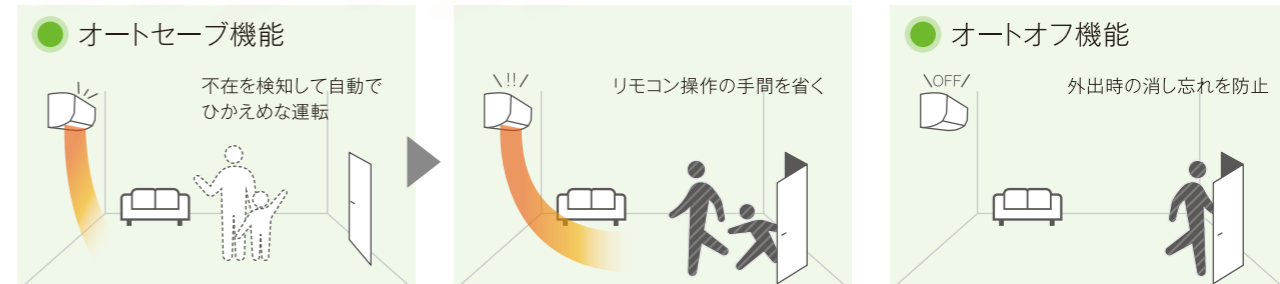 オートセーブ機能
不在を検知して自動で
ひかえめな運転
!!
リモコン操作の手間を省く
オートオフ機能
OFF
外出時の消し忘れを防止